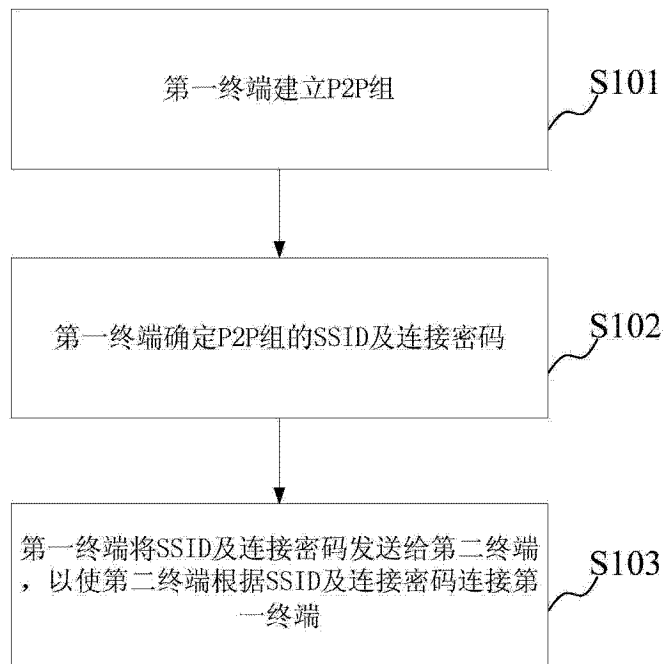 第一终端建立P2P组
S101
第一终端确定P2P组的SSID及连接密码
S102
第一终端将SSID及连接密码发送给第二终端
，以使第二终端根据SSID及连接密码连接第
一终端
S103